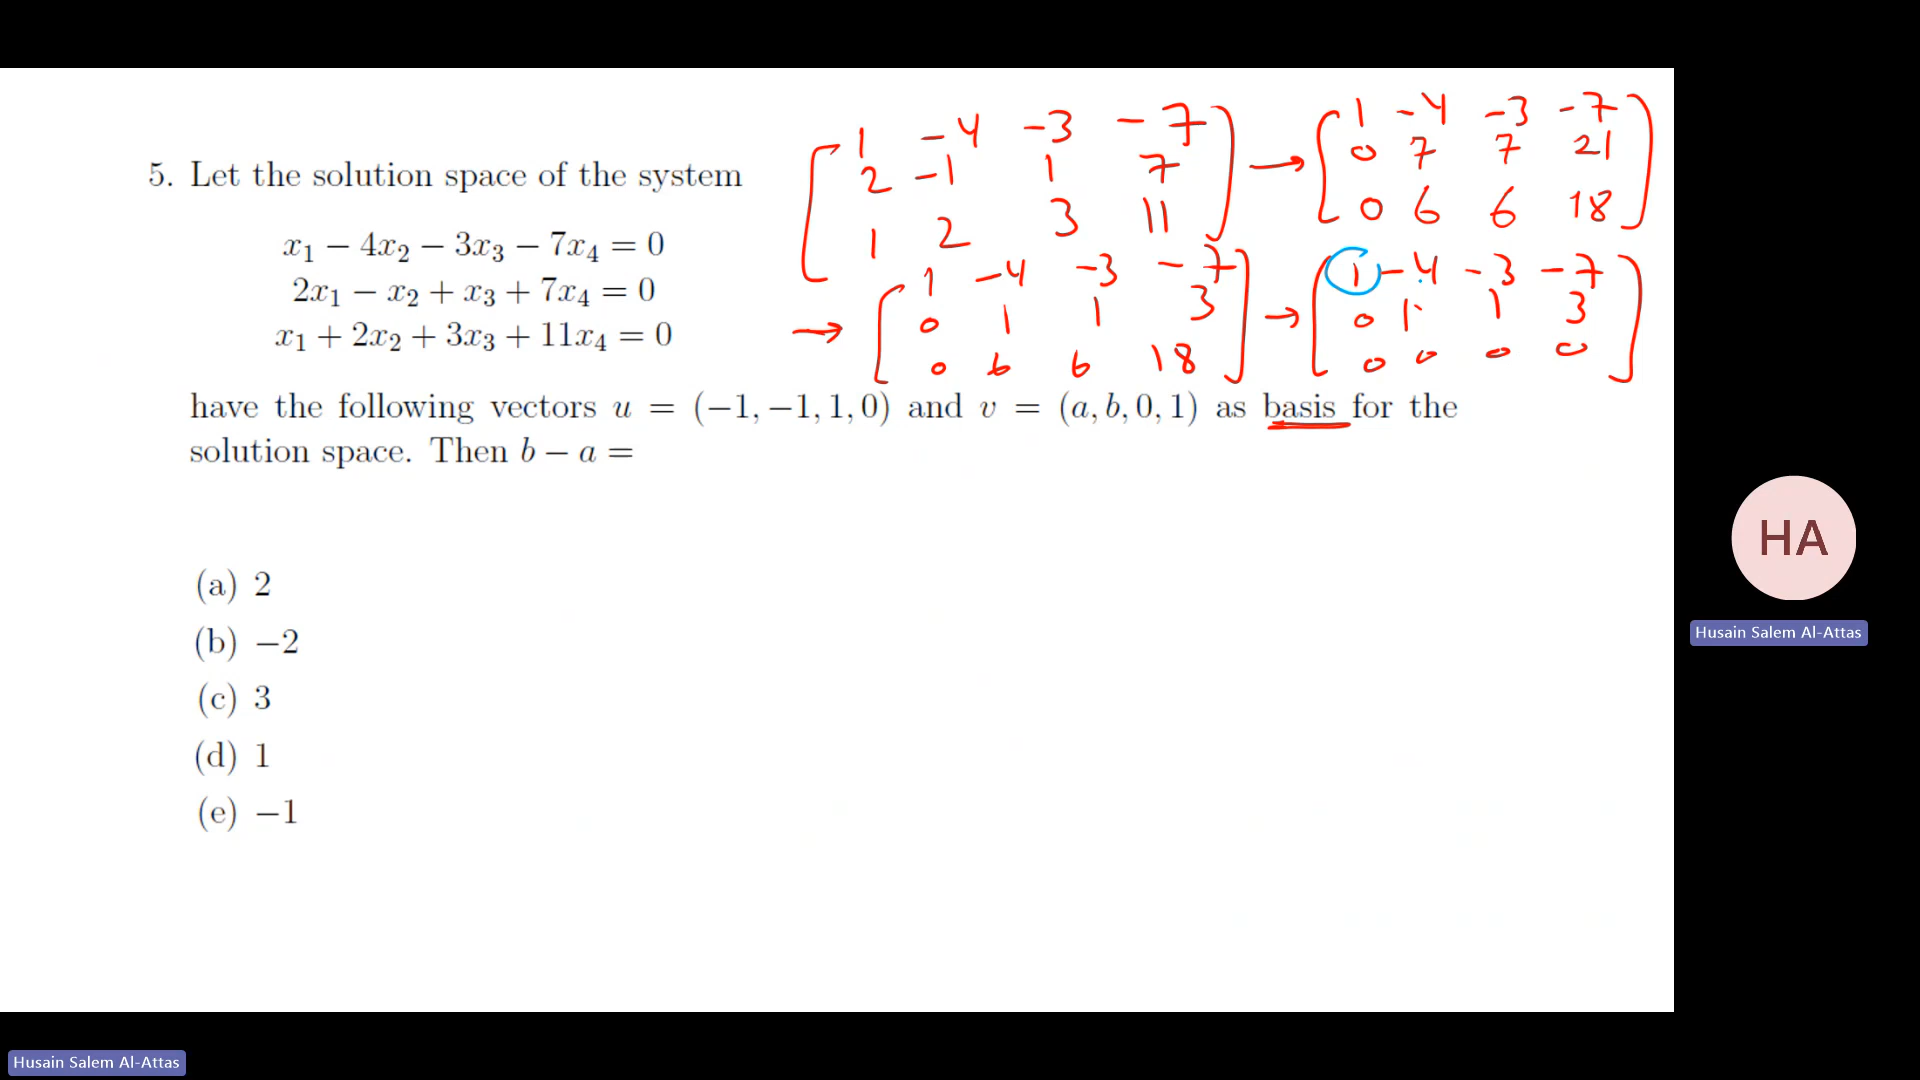 5. Let the solution space of the system
x₁ − 4x₂ − 3x₃ − 7x₄ = 0
2x₁ − x₂ + x₃ + 7x₄ = 0
x₁ + 2x₂ + 3x₃ + 11x₄ = 0
1 -4 -3 -7
2 -1 1 7
1 2 3 11
→
1 -4 -3 -7
0 7 7 21
0 6 6 18
→
1 -4 -3 -7
0 1 1 3
0 6 6 18
→
1 -4 -3 -7
0 1 1 3
0 0 0 0
have the following vectors u = (−1, −1, 1, 0) and v = (a, b, 0, 1) as basis for the
solution space. Then b − a =
(a) 2
(b) −2
(c) 3
(d) 1
(e) −1
HA
Husain Salem Al-Attas
Husain Salem Al-Attas